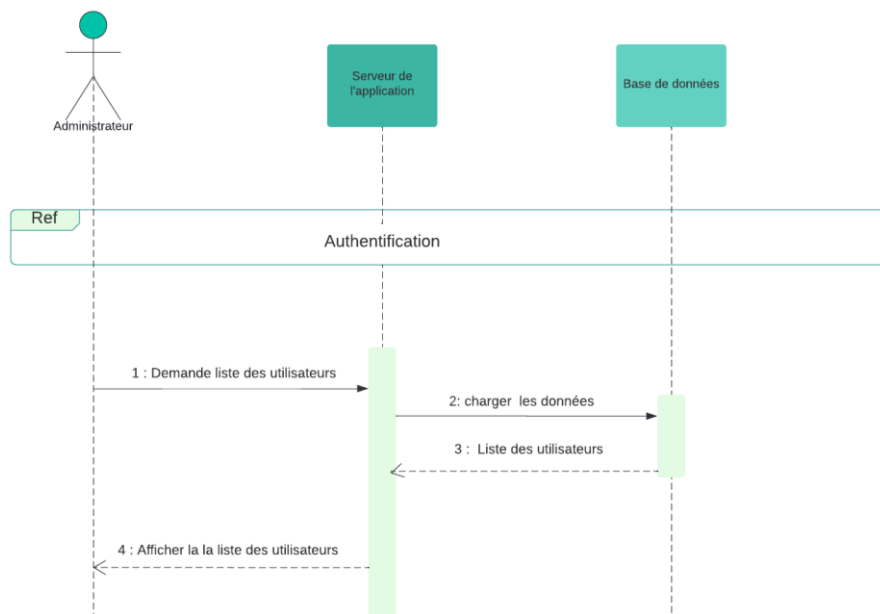 Administrateur
Serveur de
l'application
Base de données
Ref
Authentification
1 : Demande liste des utilisateurs
2: charger les données
3 : Liste des utilisateurs
4 : Afficher la la liste des utilisateurs